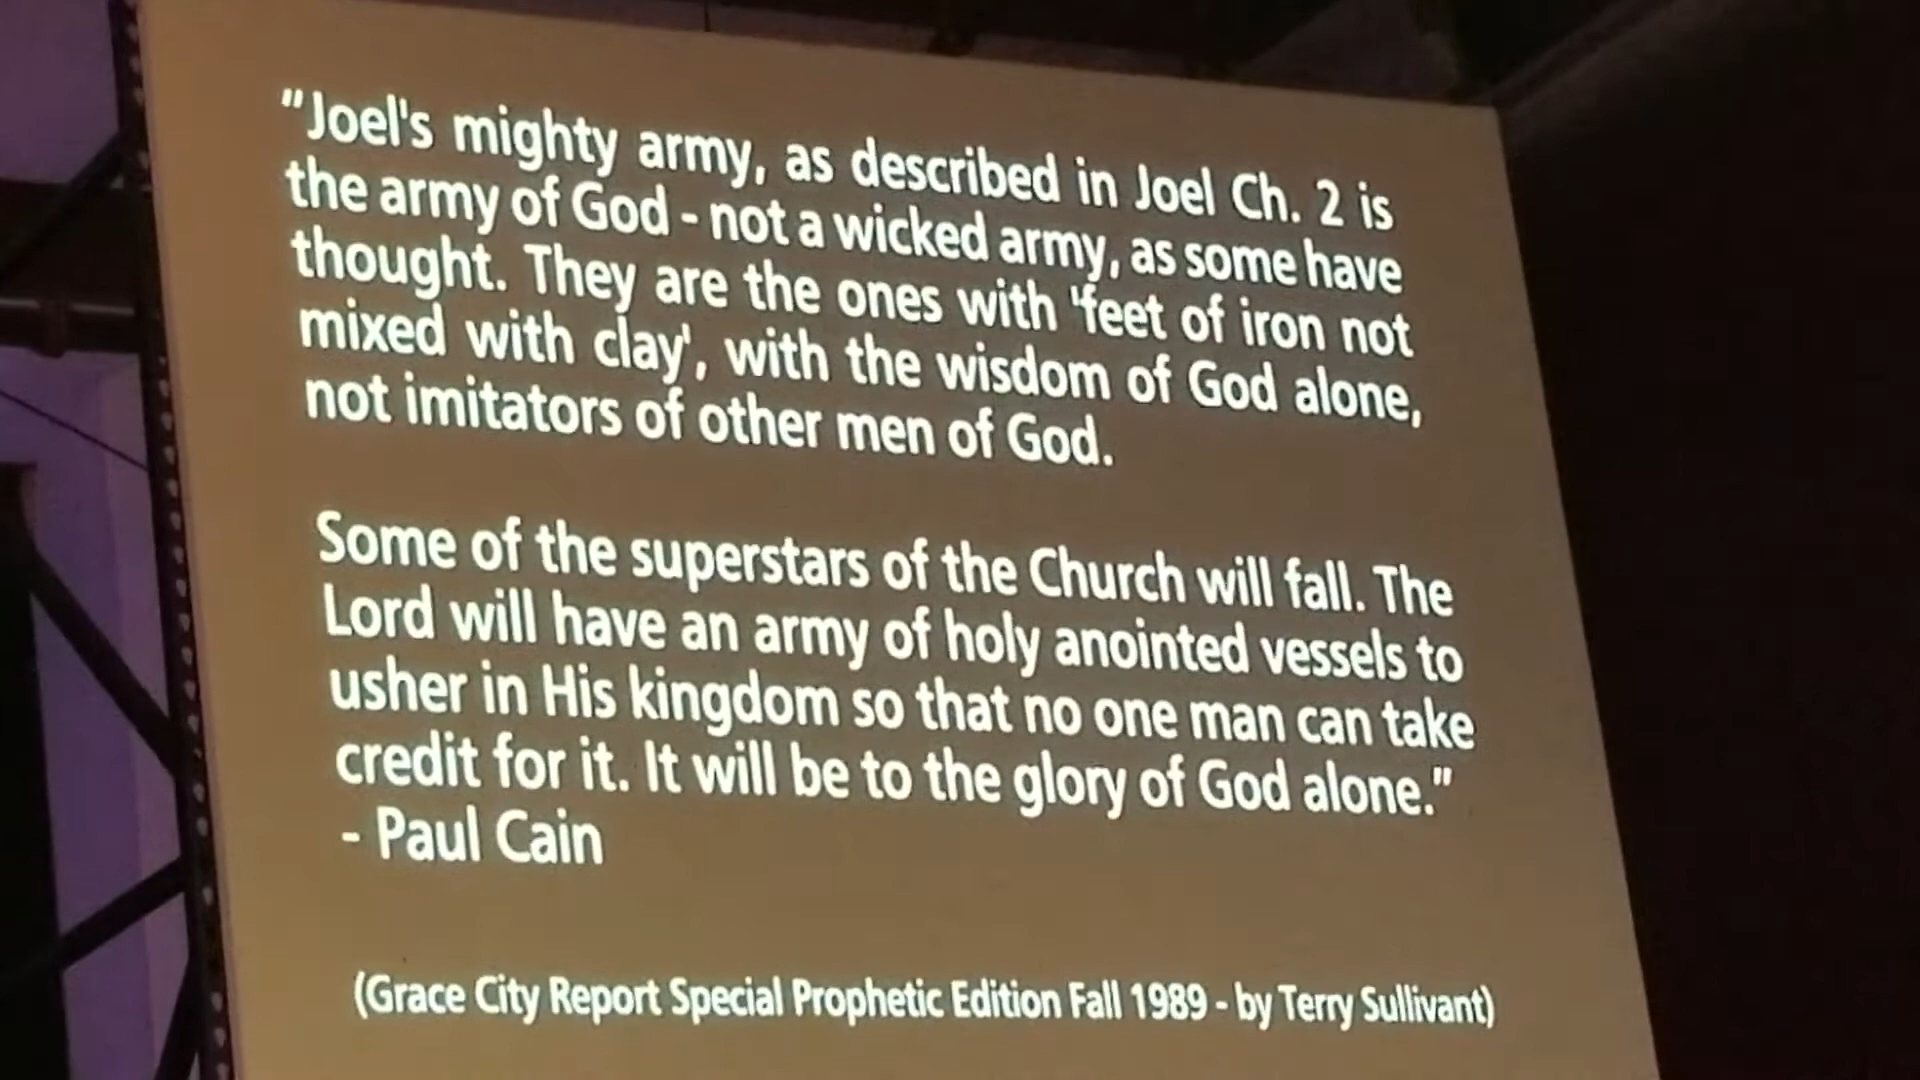 "Joel's mighty army, as described in Joel Ch. 2 is
the army of God - not a wicked army, as some have
thought. They are the ones with 'feet of iron not
mixed with clay', with the wisdom of God alone,
not imitators of other men of God.
Some of the superstars of the Church will fall. The
Lord will have an army of holy anointed vessels to
usher in His kingdom so that no one man can take
credit for it. It will be to the glory of God alone."
- Paul Cain
(Grace City Report Special Prophetic Edition Fall 1989 - by Terry Sullivant)